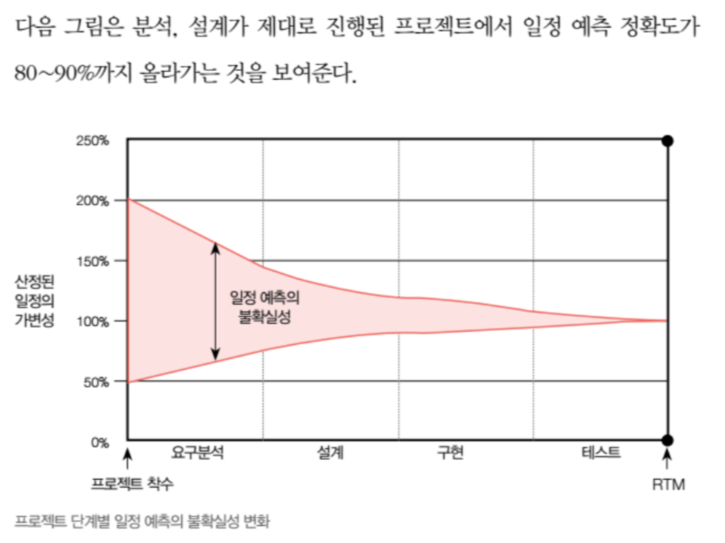 다음 그림은 분석, 설계가 제대로 진행된 프로젝트에서 일정 예측 정확도가
80~90%까지 올라가는 것을 보여준다.
250%
200%
150%
100%
50%
0%
산정된
일정의
가변성
일정 예측의
불확실성
요구분석
설계
구현
테스트
프로젝트 착수
RTM
프로젝트 단계별 일정 예측의 불확실성 변화